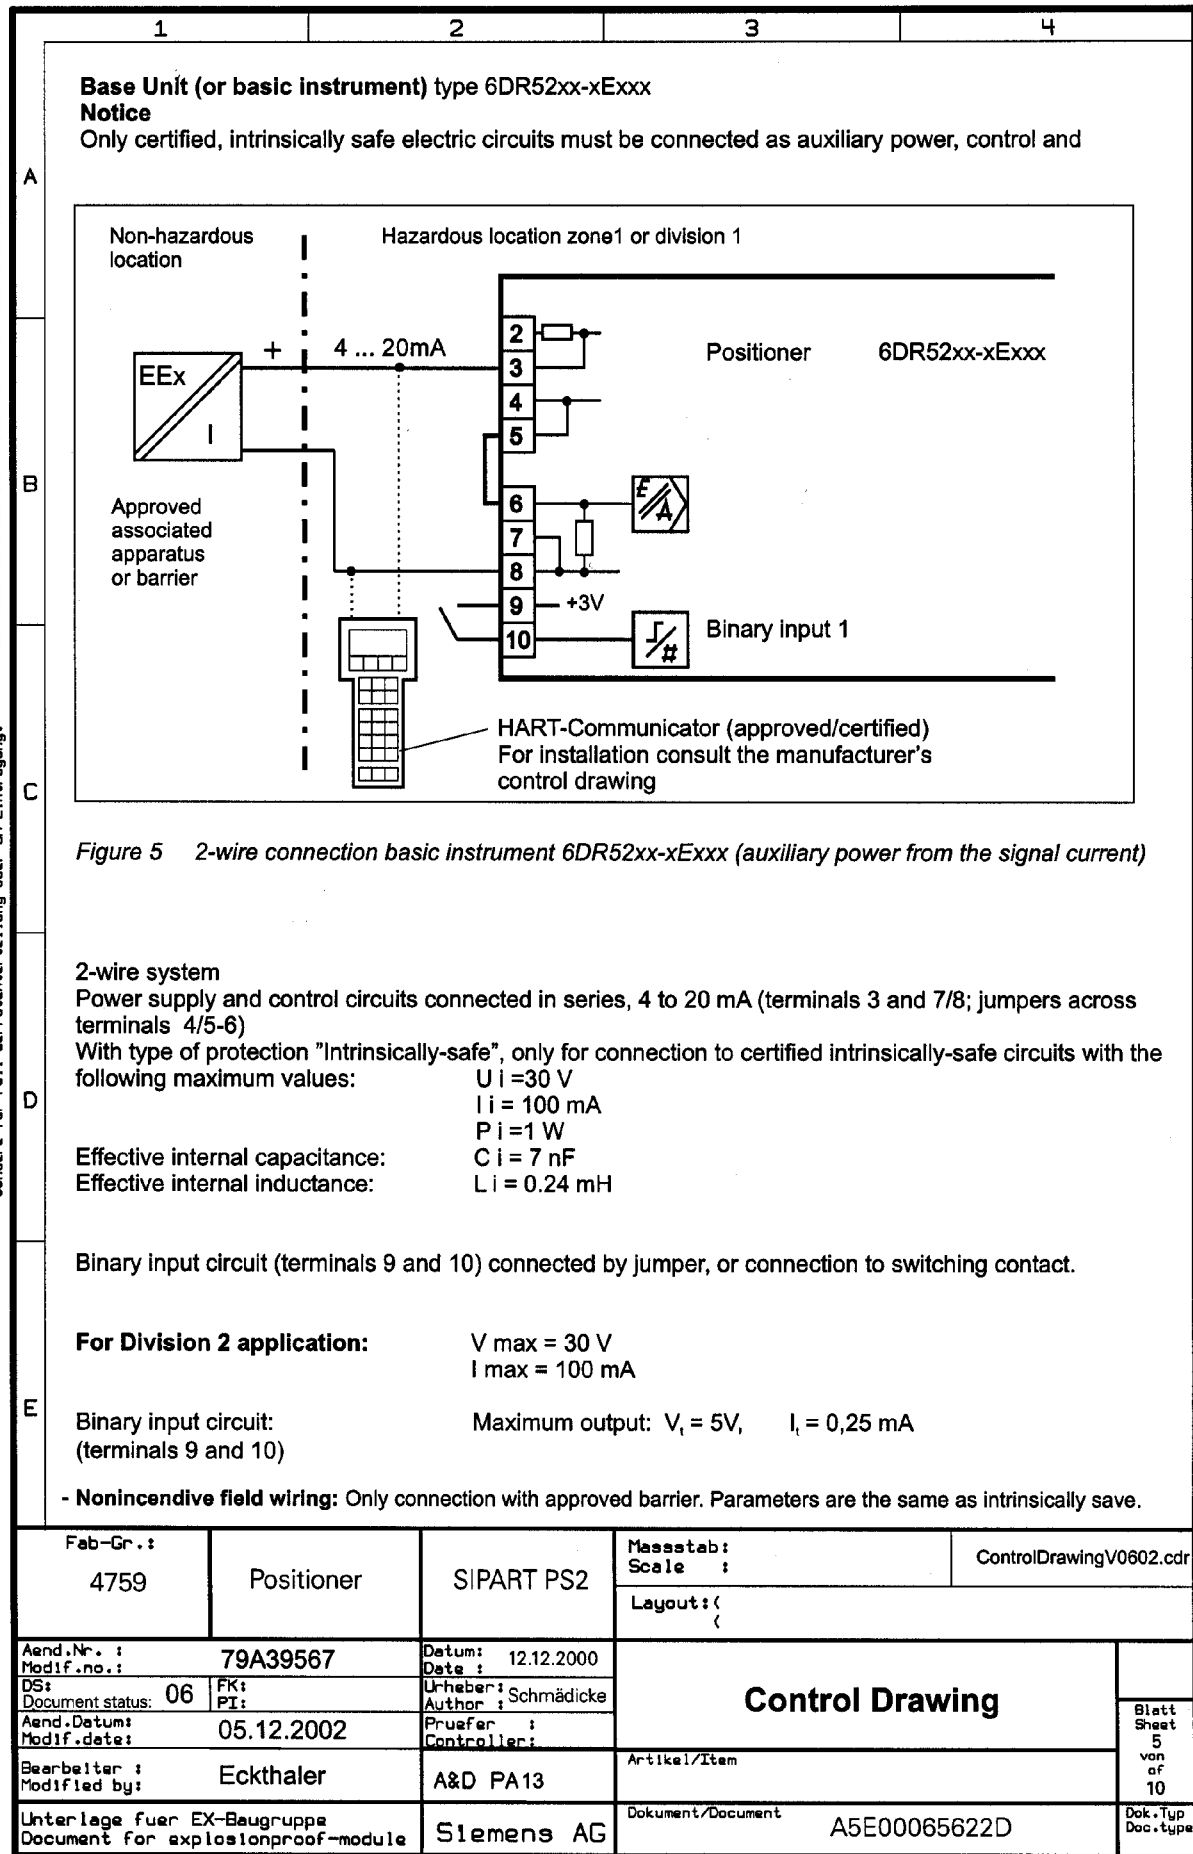 1 2 3 4
Base Unit (or basic instrument) type 6DR52xx-xExxx
Notice
Only certified, intrinsically safe electric circuits must be connected as auxiliary power, control and
A
B
C
D
E
Non-hazardous
location
Hazardous location zone1 or division 1
+ 4 ... 20mA
EEx
I
Approved
associated
apparatus
or barrier
2
3
4
5
6
7
8
9
10
Positioner 6DR52xx-xExxx
E
A
+3V
#
Binary input 1
HART-Communicator (approved/certified)
For installation consult the manufacturer's
control drawing
Figure 5 2-wire connection basic instrument 6DR52xx-xExxx (auxiliary power from the signal current)
2-wire system
Power supply and control circuits connected in series, 4 to 20 mA (terminals 3 and 7/8; jumpers across
terminals 4/5-6)
With type of protection "Intrinsically-safe", only for connection to certified intrinsically-safe circuits with the
following maximum values: U i =30 V
I i = 100 mA
P i =1 W
Effective internal capacitance: C i = 7 nF
Effective internal inductance: L i = 0.24 mH
Binary input circuit (terminals 9 and 10) connected by jumper, or connection to switching contact.
For Division 2 application: V max = 30 V
I max = 100 mA
Binary input circuit: Maximum output: Vt = 5V, It = 0,25 mA
(terminals 9 and 10)
- Nonincendive field wiring: Only connection with approved barrier. Parameters are the same as intrinsically save.
Fab-Gr.:
4759
Positioner
SIPART PS2
Massstab:
Scale :
ControlDrawingV0602.cdr
Layout:(
(
Aend.Nr. :
Modif.no.:
79A39567
Datum:
Date :
12.12.2000
DS:
Document status: 06
FK:
PI:
Urheber:
Author : Schmädicke
Aend.Datum:
Modif.date:
05.12.2002
Pruefer :
Controller:
Control Drawing
Blatt
Sheet
5
von
of
10
Bearbeiter :
Modified by:
Eckthaler
A&D PA13
Artikel/Item
Unterlage fuer EX-Baugruppe
Document for explosionproof-module
Siemens AG
Dokument/Document
A5E00065622D
Dok.Typ
Doc.type